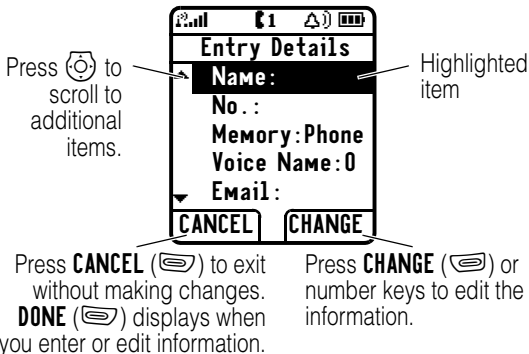 1
Entry Details
Press to
scroll to
additional
items.
Name:
No.:
Memory:Phone
Voice Name:0
Email:
Highlighted
item
CANCEL CHANGE
Press CANCEL ( ) to exit
without making changes.
DONE ( ) displays when
you enter or edit information.
Press CHANGE ( ) or
number keys to edit the
information.